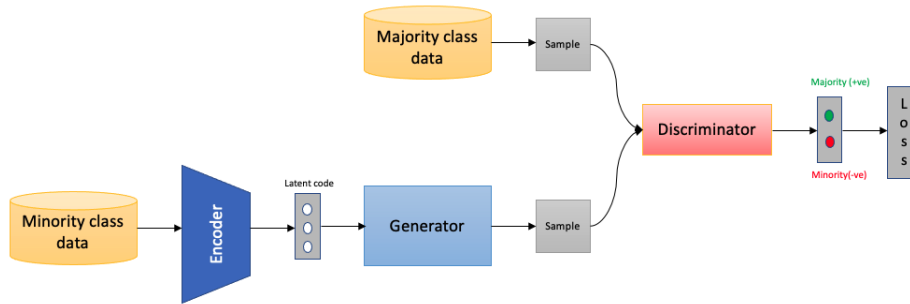 Majority class
data
Sample
Majority (+ve)
Discriminator
Minority(-ve)
L
o
s
s
Minority class
data
Encoder
Latent code
Generator
Sample